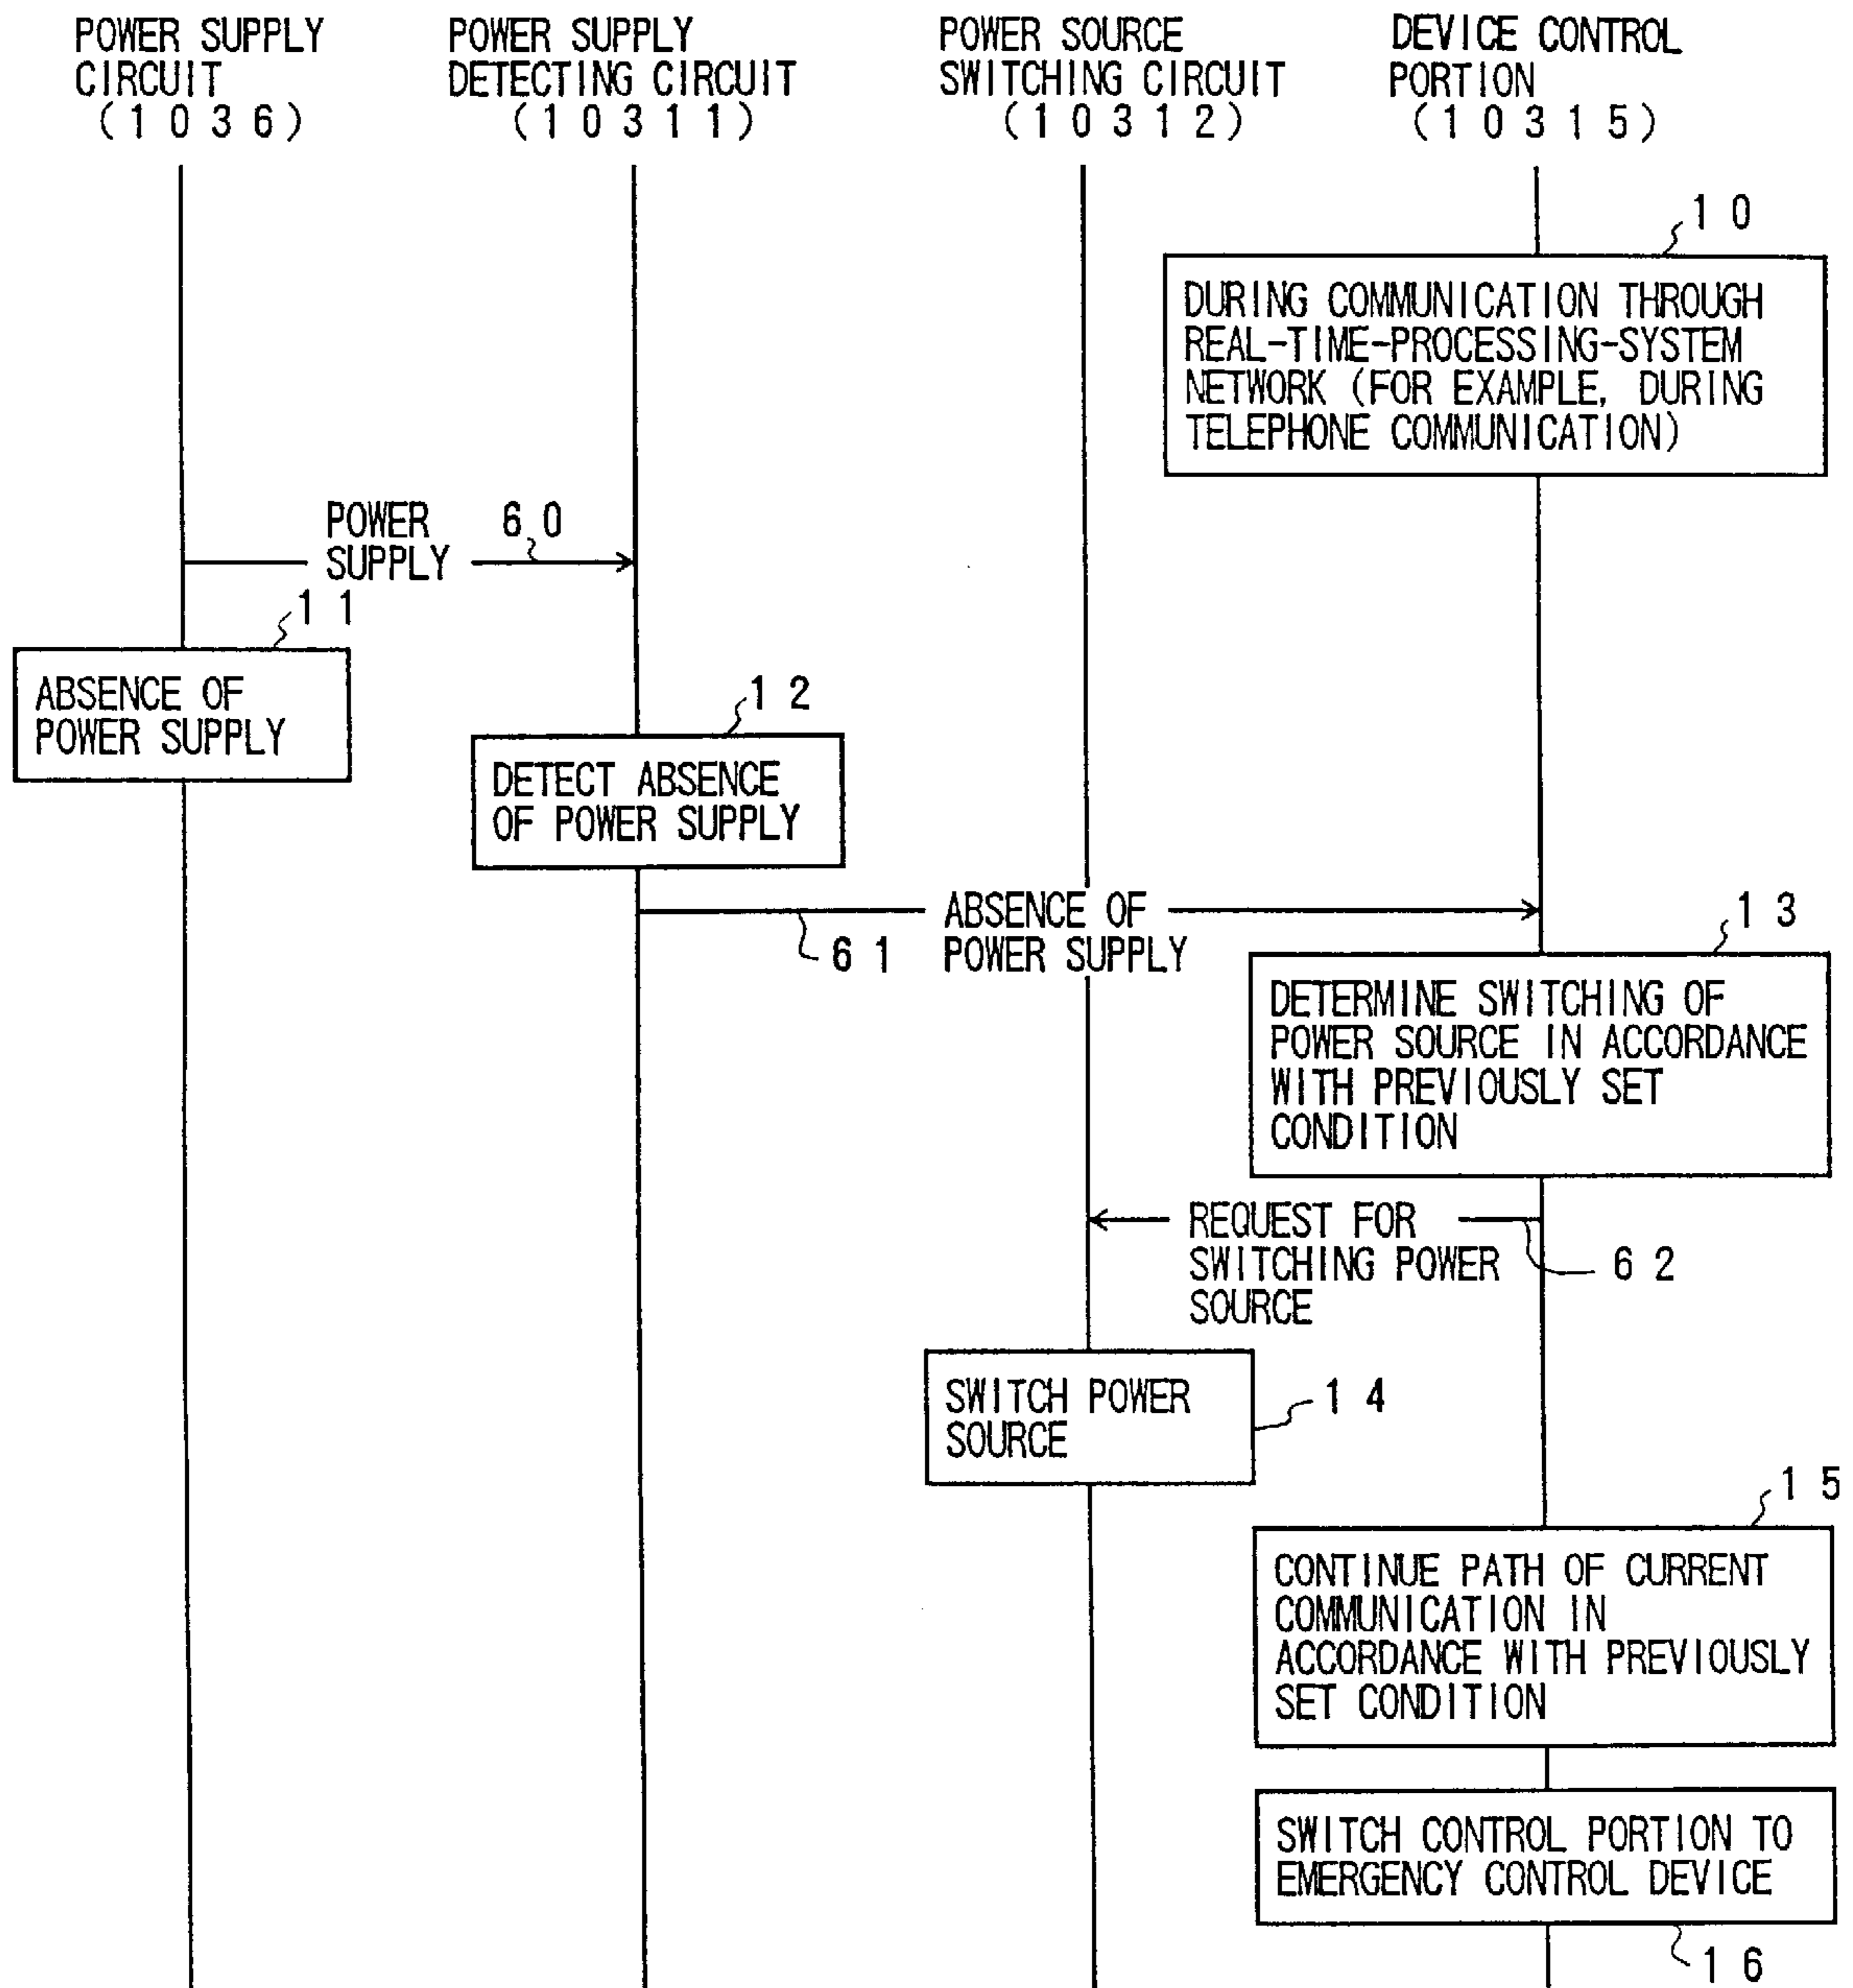 POWER SUPPLY
CIRCUIT
(1036)
POWER SUPPLY
DETECTING CIRCUIT
(10311)
POWER SOURCE
SWITCHING CIRCUIT
(10312)
DEVICE CONTROL
PORTION
(10315)
10
DURING COMMUNICATION THROUGH
REAL-TIME-PROCESSING-SYSTEM
NETWORK (FOR EXAMPLE, DURING
TELEPHONE COMMUNICATION)
POWER
SUPPLY
60
11
ABSENCE OF
POWER SUPPLY
12
DETECT ABSENCE
OF POWER SUPPLY
61
ABSENCE OF
POWER SUPPLY
13
DETERMINE SWITCHING OF
POWER SOURCE IN ACCORDANCE
WITH PREVIOUSLY SET
CONDITION
REQUEST FOR
SWITCHING POWER
SOURCE
62
SWITCH POWER
SOURCE
14
15
CONTINUE PATH OF CURRENT
COMMUNICATION IN
ACCORDANCE WITH PREVIOUSLY
SET CONDITION
SWITCH CONTROL PORTION TO
EMERGENCY CONTROL DEVICE
16